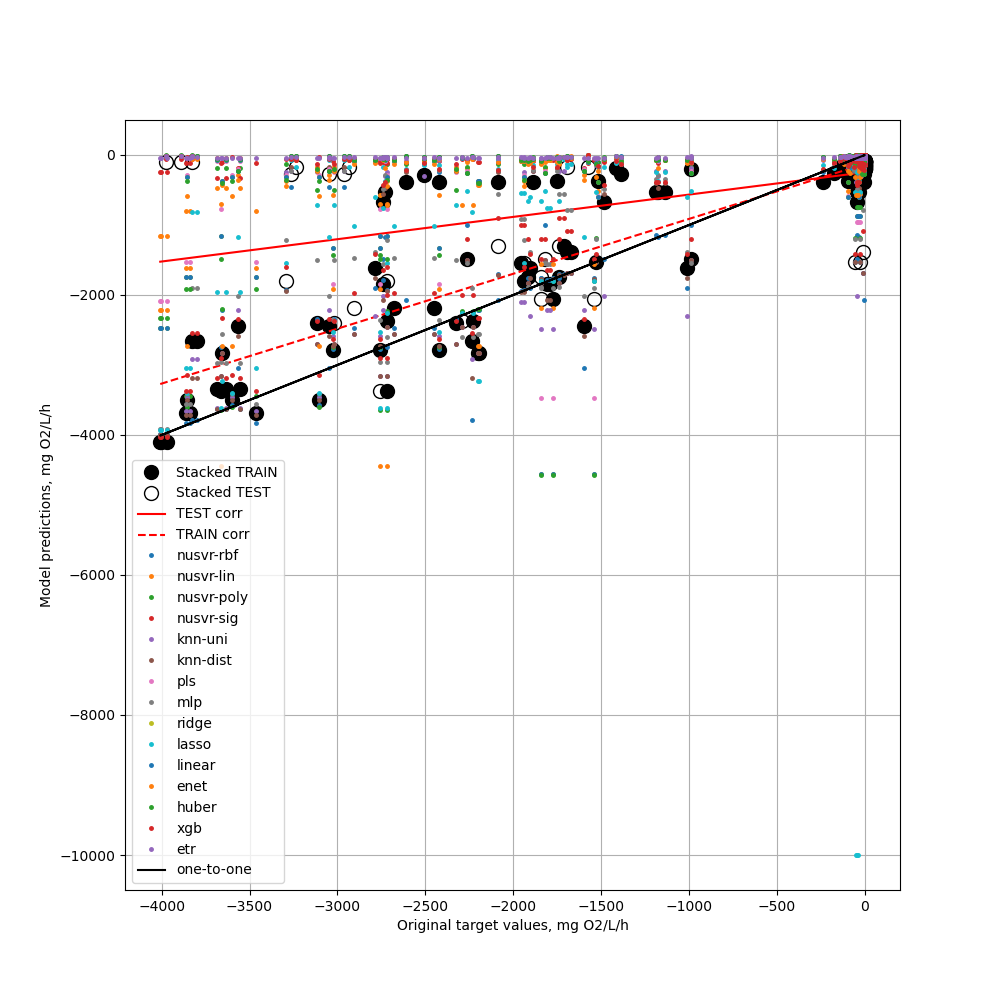 0
−2000
−4000
−6000
−8000
−10000
Model predictions, mg O2/L/h
Stacked TRAIN
Stacked TEST
TEST corr
TRAIN corr
nusvr-rbf
nusvr-lin
nusvr-poly
nusvr-sig
knn-uni
knn-dist
pls
mlp
ridge
lasso
linear
enet
huber
xgb
etr
one-to-one
−4000 −3500 −3000 −2500 −2000 −1500 −1000 −500 0
Original target values, mg O2/L/h